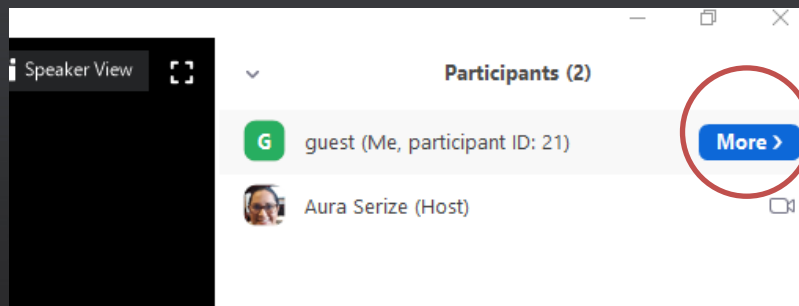 Speaker View
Participants (2)
G guest (Me, participant ID: 21) More >
Aura Serize (Host)